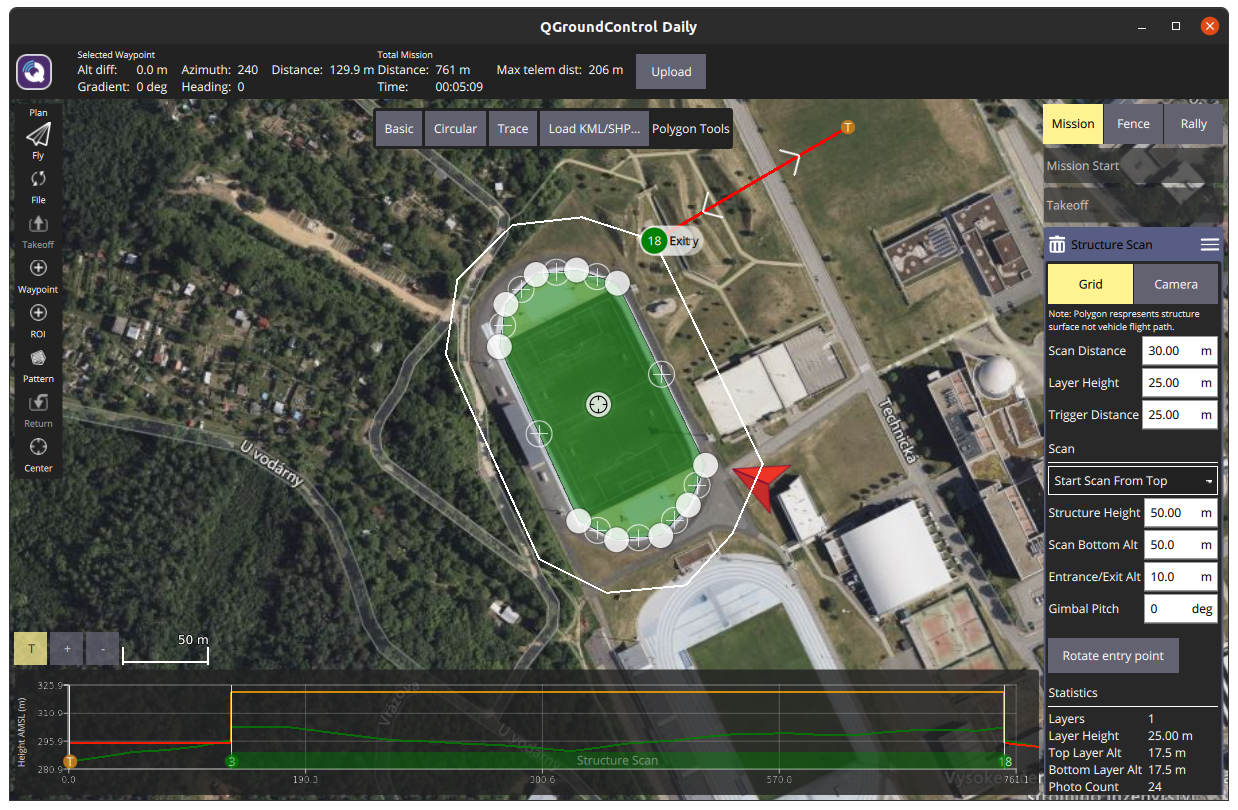 QGroundControl Daily
Selected Waypoint
Alt diff: 0.0 m Azimuth: 240 Distance: 129.9 m
Gradient: 0 deg Heading: 0
Total Mission
Distance: 761 m Max telem dist: 206 m
Time: 00:05:09
Upload
Plan
Fly
File
Takeoff
Waypoint
ROI
Pattern
Return
Center
Basic
Circular
Trace
Load KML/SHP...
Polygon Tools
T
18
U vodárny
Technická
Mission
Fence
Rally
Mission Start
Takeoff
Structure Scan
Grid
Camera
Note: Polygon respresents structure
surface not vehicle flight path.
Scan Distance 30.00 m
Layer Height 25.00 m
Trigger Distance 25.00 m
Scan
Start Scan From Top
Structure Height 50.00 m
Scan Bottom Alt 50.0 m
Entrance/Exit Alt 10.0 m
Gimbal Pitch 0 deg
Rotate entry point
Statistics
Layers 1
Layer Height 25.00 m
Top Layer Alt 17.5 m
Bottom Layer Alt 17.5 m
Photo Count 24
T + -
50 m
Height AMSL (m)
325.9
310.9
295.9
280.9
T
3
Structure Scan
18
0.0 190.3 570.8 761.1
U vodárny